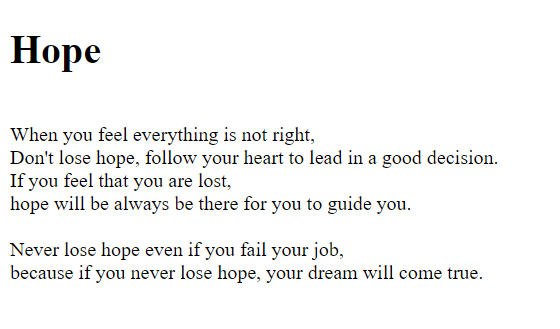 Hope
When you feel everything is not right,
Don't lose hope, follow your heart to lead in a good decision.
If you feel that you are lost,
hope will be always be there for you to guide you.
Never lose hope even if you fail your job,
because if you never lose hope, your dream will come true.